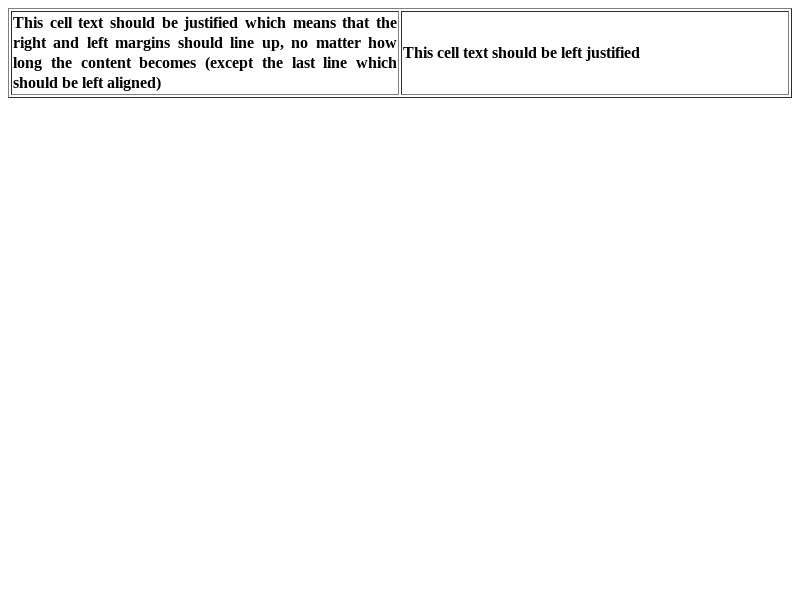 This cell text should be justified which means that the
right and left margins should line up, no matter how
long the content becomes (except the last line which
should be left aligned)
This cell text should be left justified